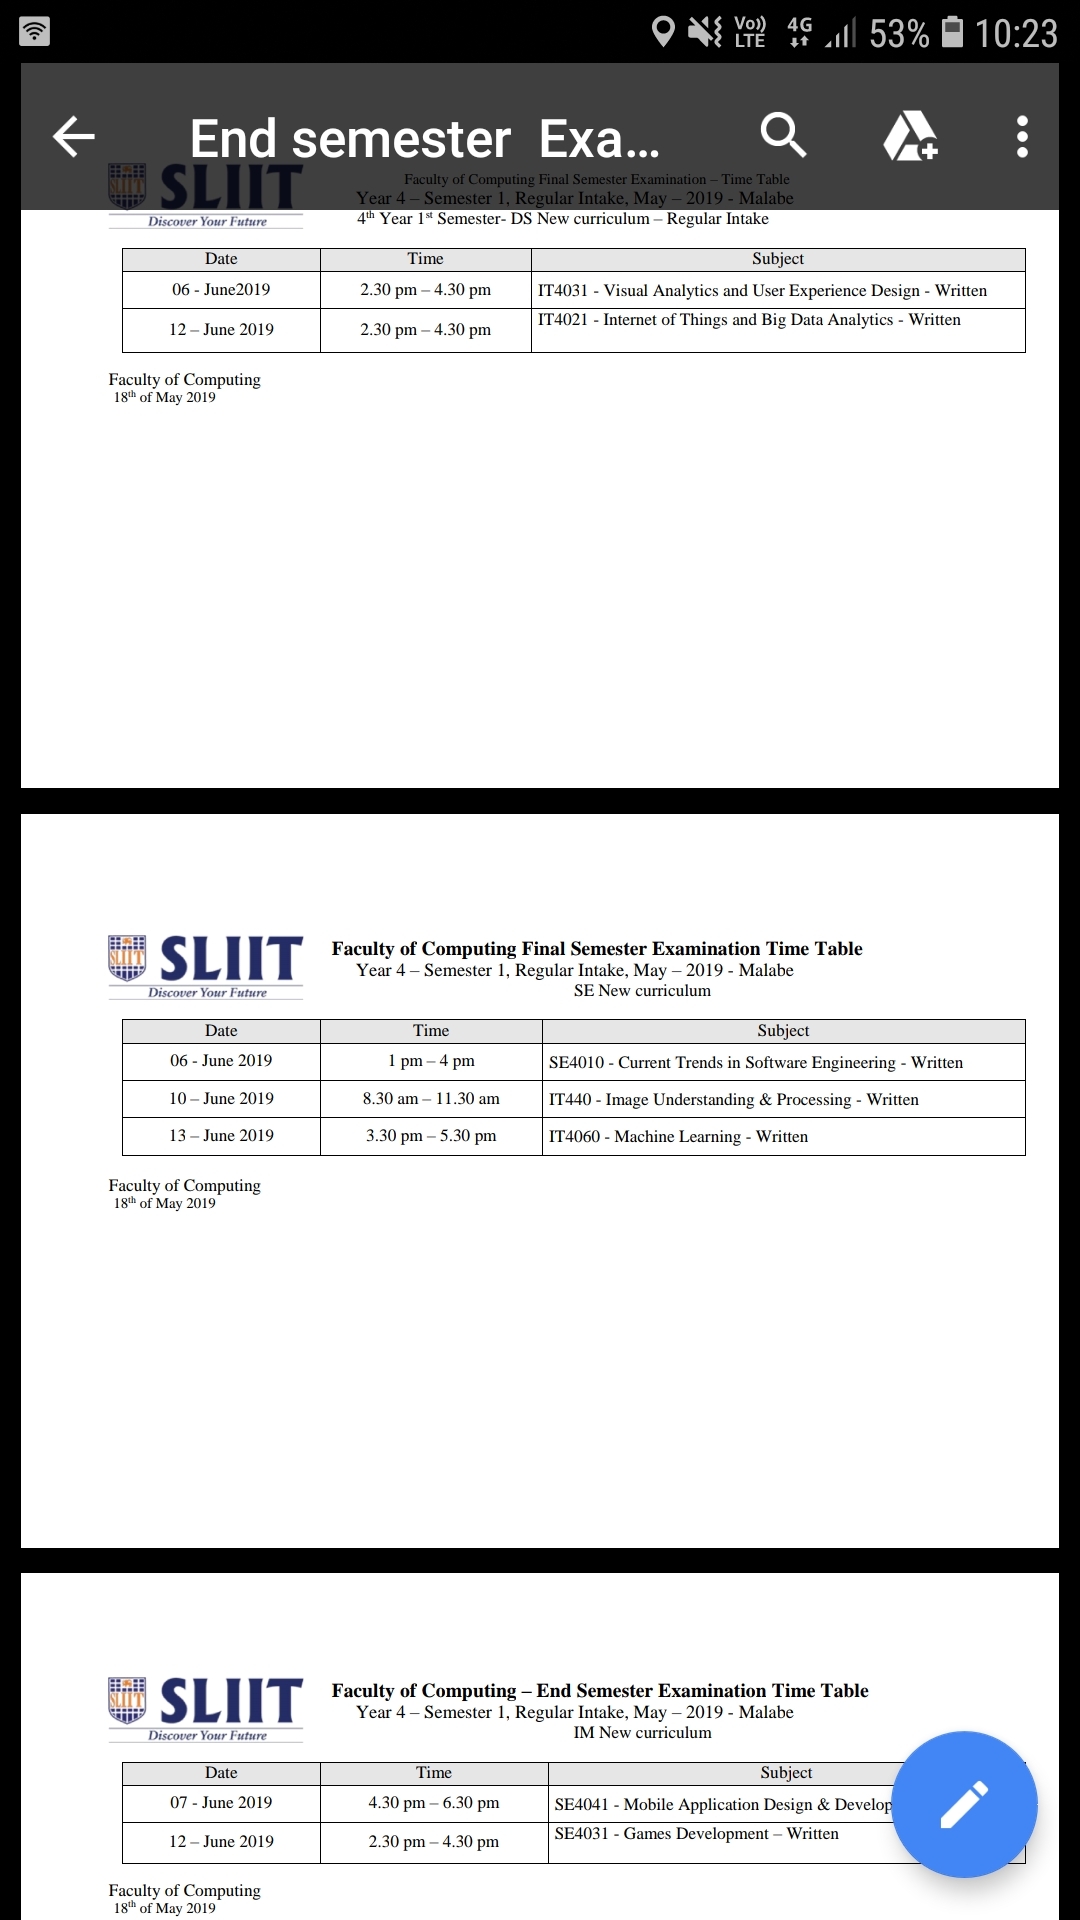 Vo)) LTE 4G 53% 10:23
End semester Exa...
SLIIT
Discover Your Future
Faculty of Computing Final Semester Examination – Time Table
Year 4 – Semester 1, Regular Intake, May – 2019 - Malabe
4th Year 1st Semester- DS New curriculum – Regular Intake
Date Time Subject
06 - June2019 2.30 pm – 4.30 pm IT4031 - Visual Analytics and User Experience Design - Written
12 – June 2019 2.30 pm – 4.30 pm IT4021 - Internet of Things and Big Data Analytics - Written
Faculty of Computing
18th of May 2019
SLIIT
Discover Your Future
Faculty of Computing Final Semester Examination Time Table
Year 4 – Semester 1, Regular Intake, May – 2019 - Malabe
SE New curriculum
Date Time Subject
06 - June 2019 1 pm – 4 pm SE4010 - Current Trends in Software Engineering - Written
10 – June 2019 8.30 am – 11.30 am IT440 - Image Understanding & Processing - Written
13 – June 2019 3.30 pm – 5.30 pm IT4060 - Machine Learning - Written
Faculty of Computing
18th of May 2019
SLIIT
Discover Your Future
Faculty of Computing – End Semester Examination Time Table
Year 4 – Semester 1, Regular Intake, May – 2019 - Malabe
IM New curriculum
Date Time Subject
07 - June 2019 4.30 pm – 6.30 pm SE4041 - Mobile Application Design & Develop
12 – June 2019 2.30 pm – 4.30 pm SE4031 - Games Development – Written
Faculty of Computing
18th of May 2019